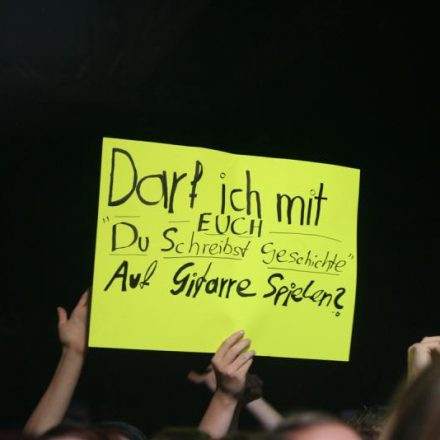 Darf ich mit
EUCH
"Du Schreibst Geschichte"
Auf Gitarre Spielen?